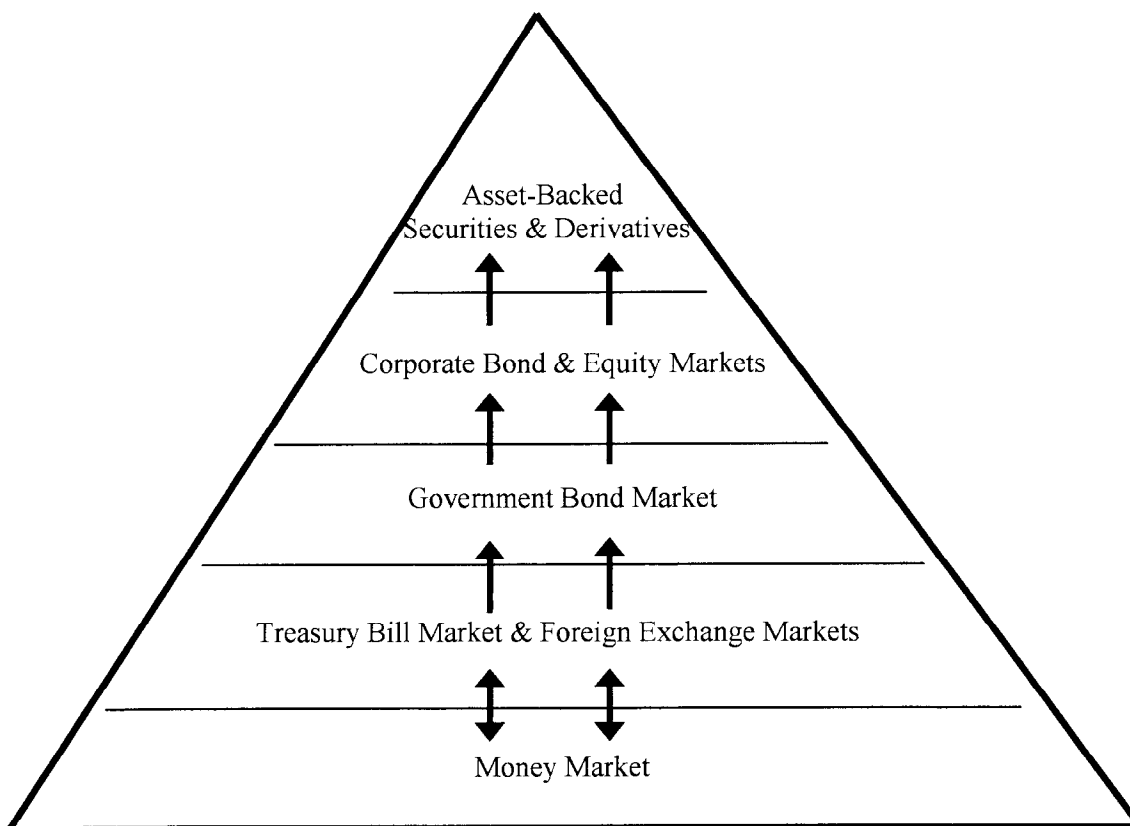 Asset-Backed
Securities & Derivatives
Corporate Bond & Equity Markets
Government Bond Market
Treasury Bill Market & Foreign Exchange Markets
Money Market